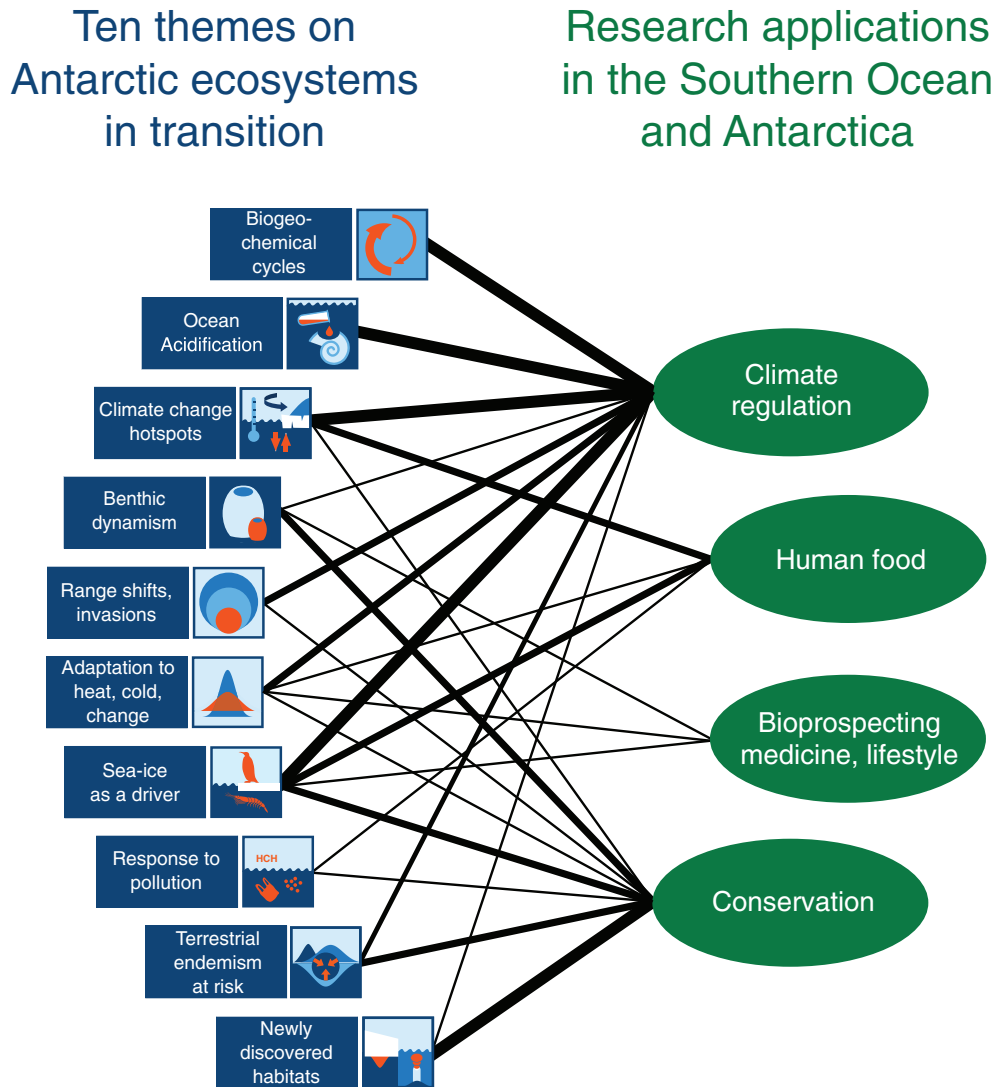 Ten themes on
Antarctic ecosystems
in transition
Research applications
in the Southern Ocean
and Antarctica
Biogeo-
chemical
cycles
Ocean
Acidification
Climate change
hotspots
Benthic
dynamism
Range shifts,
invasions
Adaptation to
heat, cold,
change
Sea-ice
as a driver
Response to
pollution
HCH
Terrestrial
endemism
at risk
Newly
discovered
habitats
Climate
regulation
Human food
Bioprospecting
medicine, lifestyle
Conservation